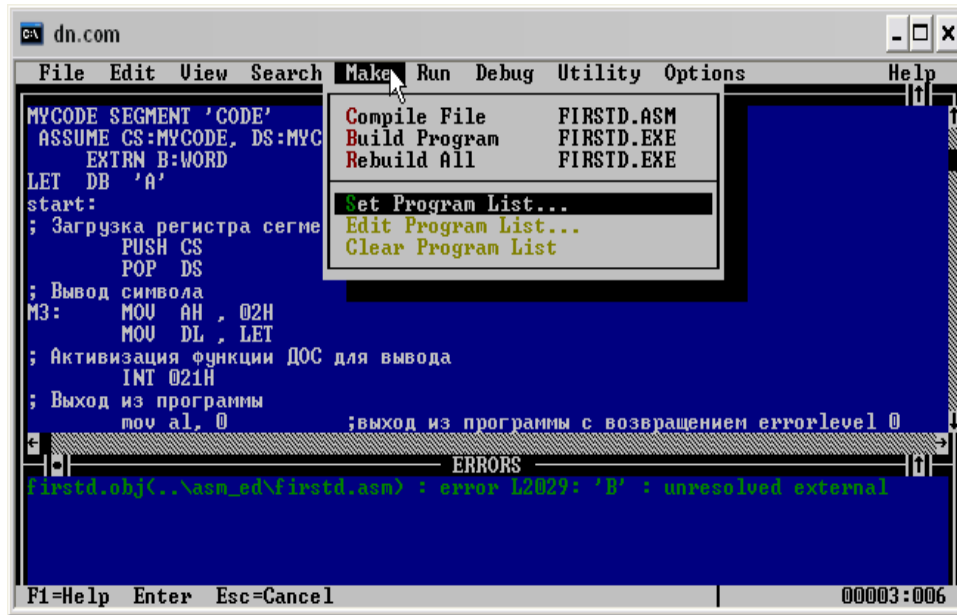 dn.com
File Edit View Search Make Run Debug Utility Options Help
Compile File FIRSTD.ASM
Build Program FIRSTD.EXE
Rebuild All FIRSTD.EXE
Set Program List...
Edit Program List...
Clear Program List
MYCODE SEGMENT 'CODE'
ASSUME CS:MYCODE, DS:MYC
EXTRN B:WORD
LET DB 'A'
start:
; Загрузка регистра сегме
PUSH CS
POP DS
; Вывод символа
M3: MOV AH , 02H
MOV DL , LET
; Активизация функции ДОС для вывода
INT 021H
; Выход из программы
mov al, 0 ;выход из программы с возвращением errorlevel 0
ERRORS
firstd.obj(..\asm_ed\firstd.asm) : error L2029: 'B' : unresolved external
F1=Help Enter Esc=Cancel 00003:006